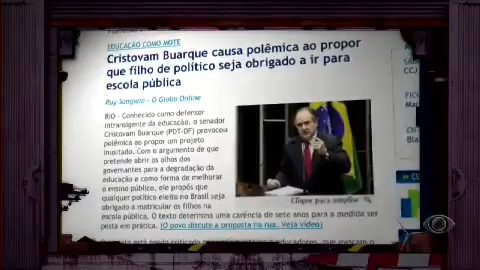 EDUCAÇÃO COMO MOTE
Cristovam Buarque causa polêmica ao propor
que filho de político seja obrigado a ir para
escola pública
Ruy Sampaio - O Globo Online
RIO - Conhecido como defensor
intransigente da educação, o senador
Cristovam Buarque (PDT-DF) provocou
polêmica ao propor um projeto
inusitado. Com o argumento de que
pretende abrir os olhos dos
governantes para a degradação da
educação e como forma de melhorar
o ensino público, ele propôs que
qualquer político eleito no Brasil seja
obrigado a matricular os filhos na
escola pública. O texto determina uma carência de sete anos para a medida ser
posta em prática. (O povo discute a proposta na rua. Veja vídeo)
Clique para ampliar
SAB
CCJ
FIC
Ma
Bla